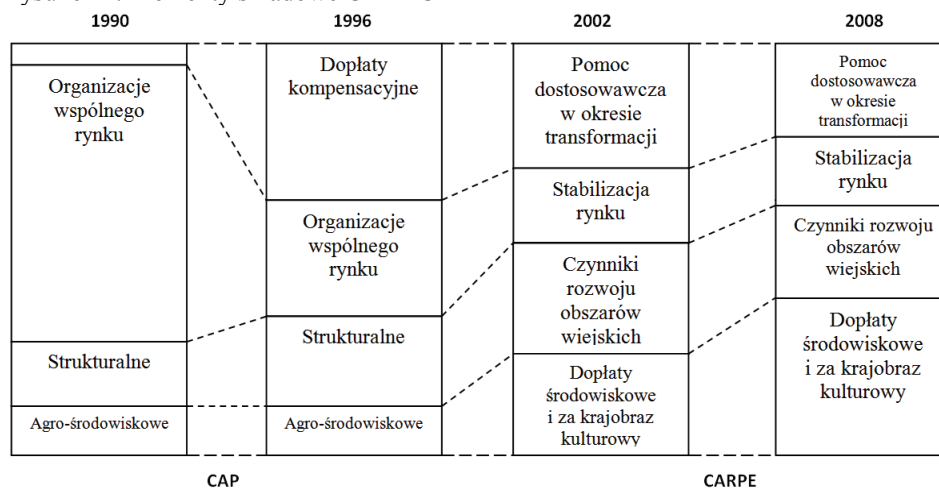 1990
1996
2002
2008
Organizacje
wspólnego
rynku
Strukturalne
Agro-środowiskowe
Dopłaty
kompensacyjne
Organizacje
wspólnego
rynku
Strukturalne
Agro-środowiskowe
Pomoc
dostosowawcza
w okresie
transformacji
Stabilizacja
rynku
Czynniki
rozwoju
obszarów
wiejskich
Dopłaty
środowiskowe
i za krajobraz
kulturowy
Pomoc
dostosowawcza
w okresie
transformacji
Stabilizacja
rynku
Czynniki rozwoju
obszarów
wiejskich
Dopłaty
środowiskowe
i za krajobraz
kulturowy
CAP
CARPE